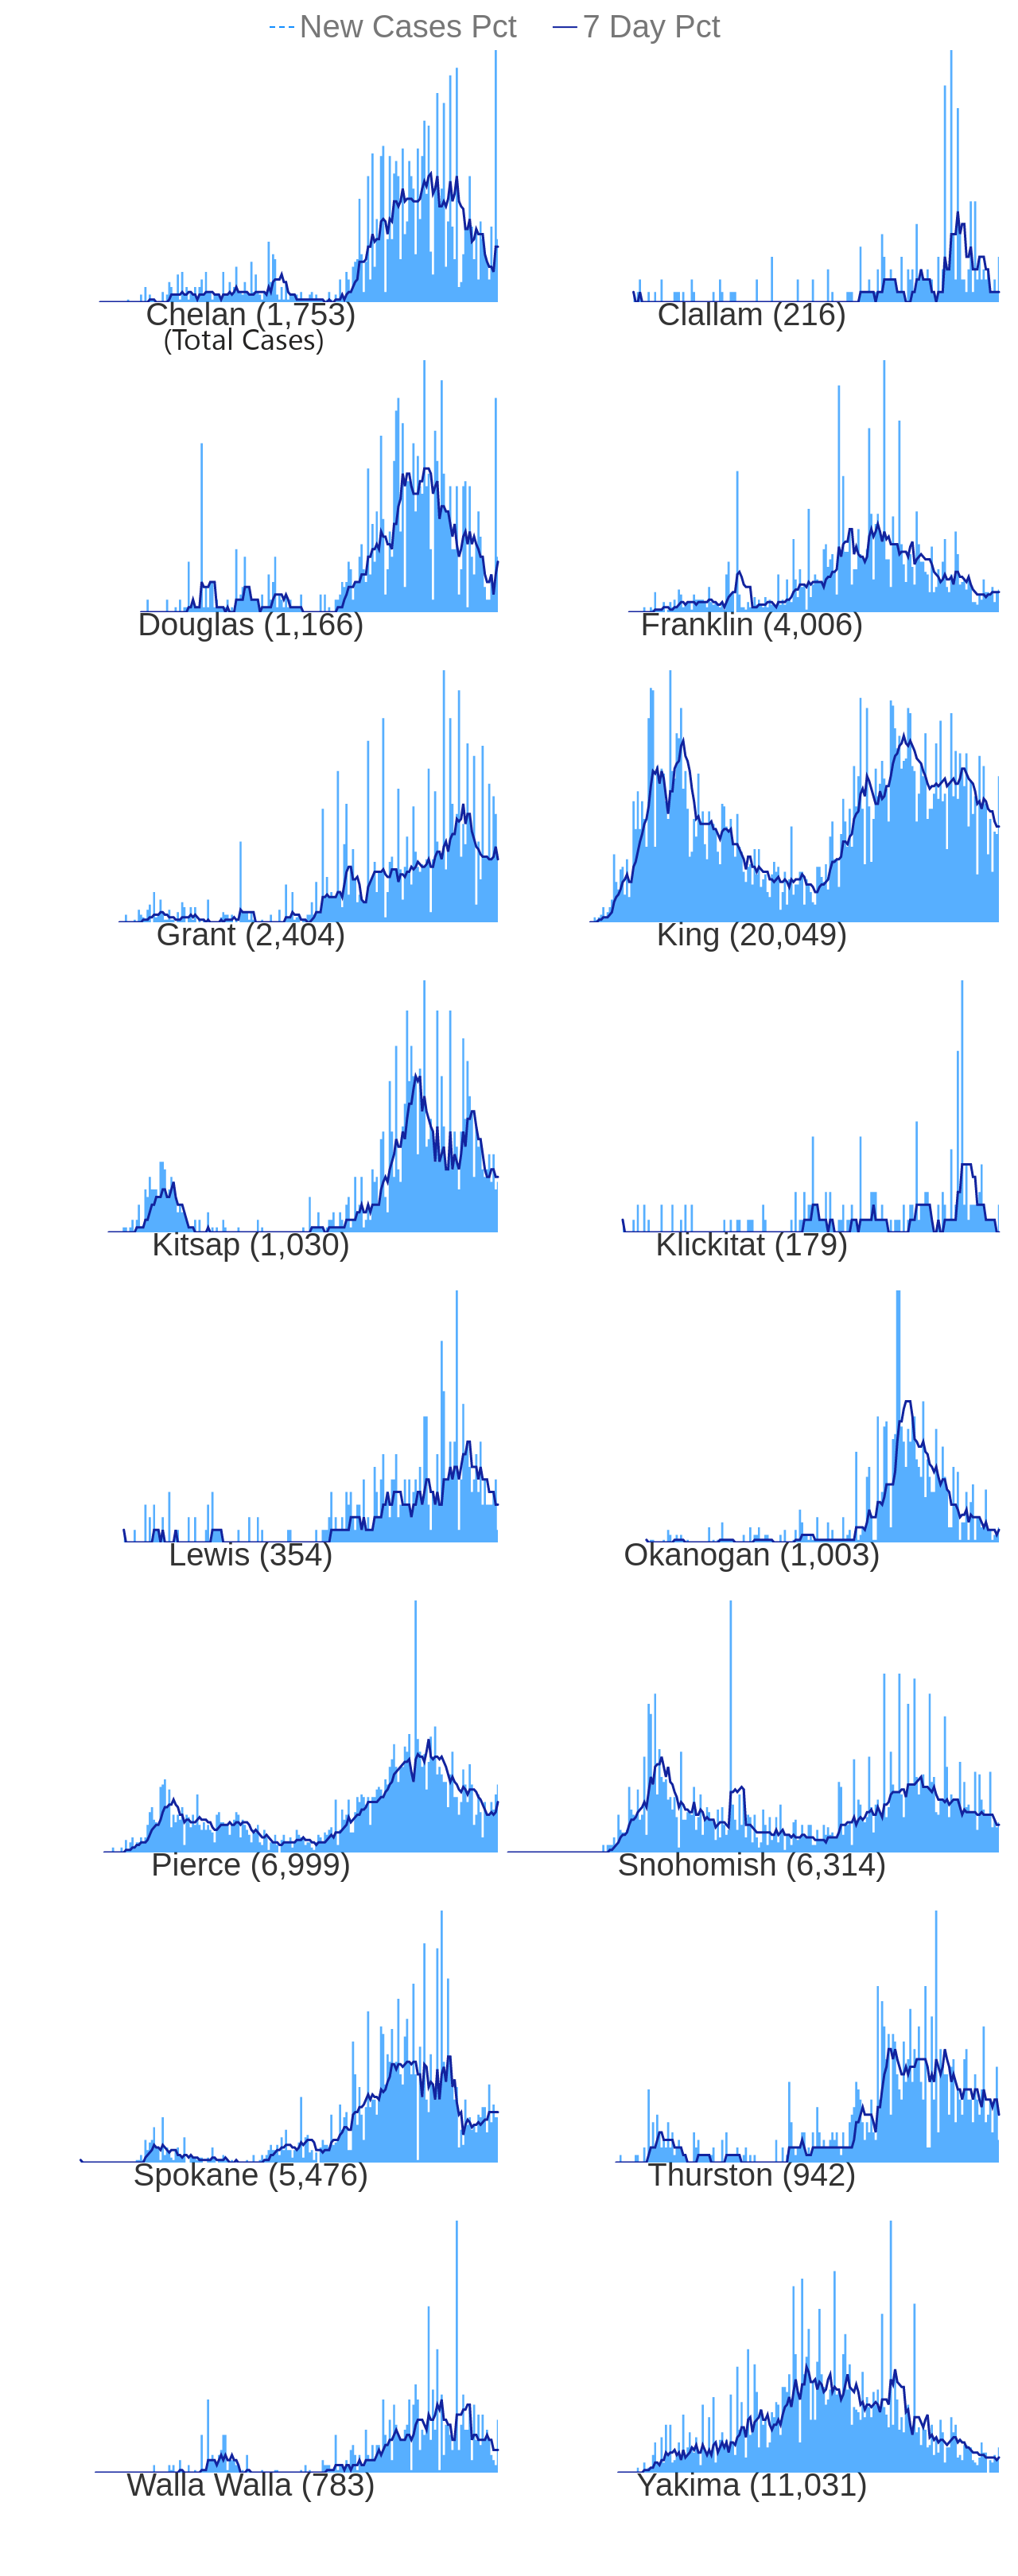 New Cases Pct 7 Day Pct
Chelan (1,753) Clallam (216)
(Total Cases)
Douglas (1,166) Franklin (4,006)
Grant (2,404) King (20,049)
Kitsap (1,030) Klickitat (179)
Lewis (354) Okanogan (1,003)
Pierce (6,999) Snohomish (6,314)
Spokane (5,476) Thurston (942)
Walla Walla (783) Yakima (11,031)